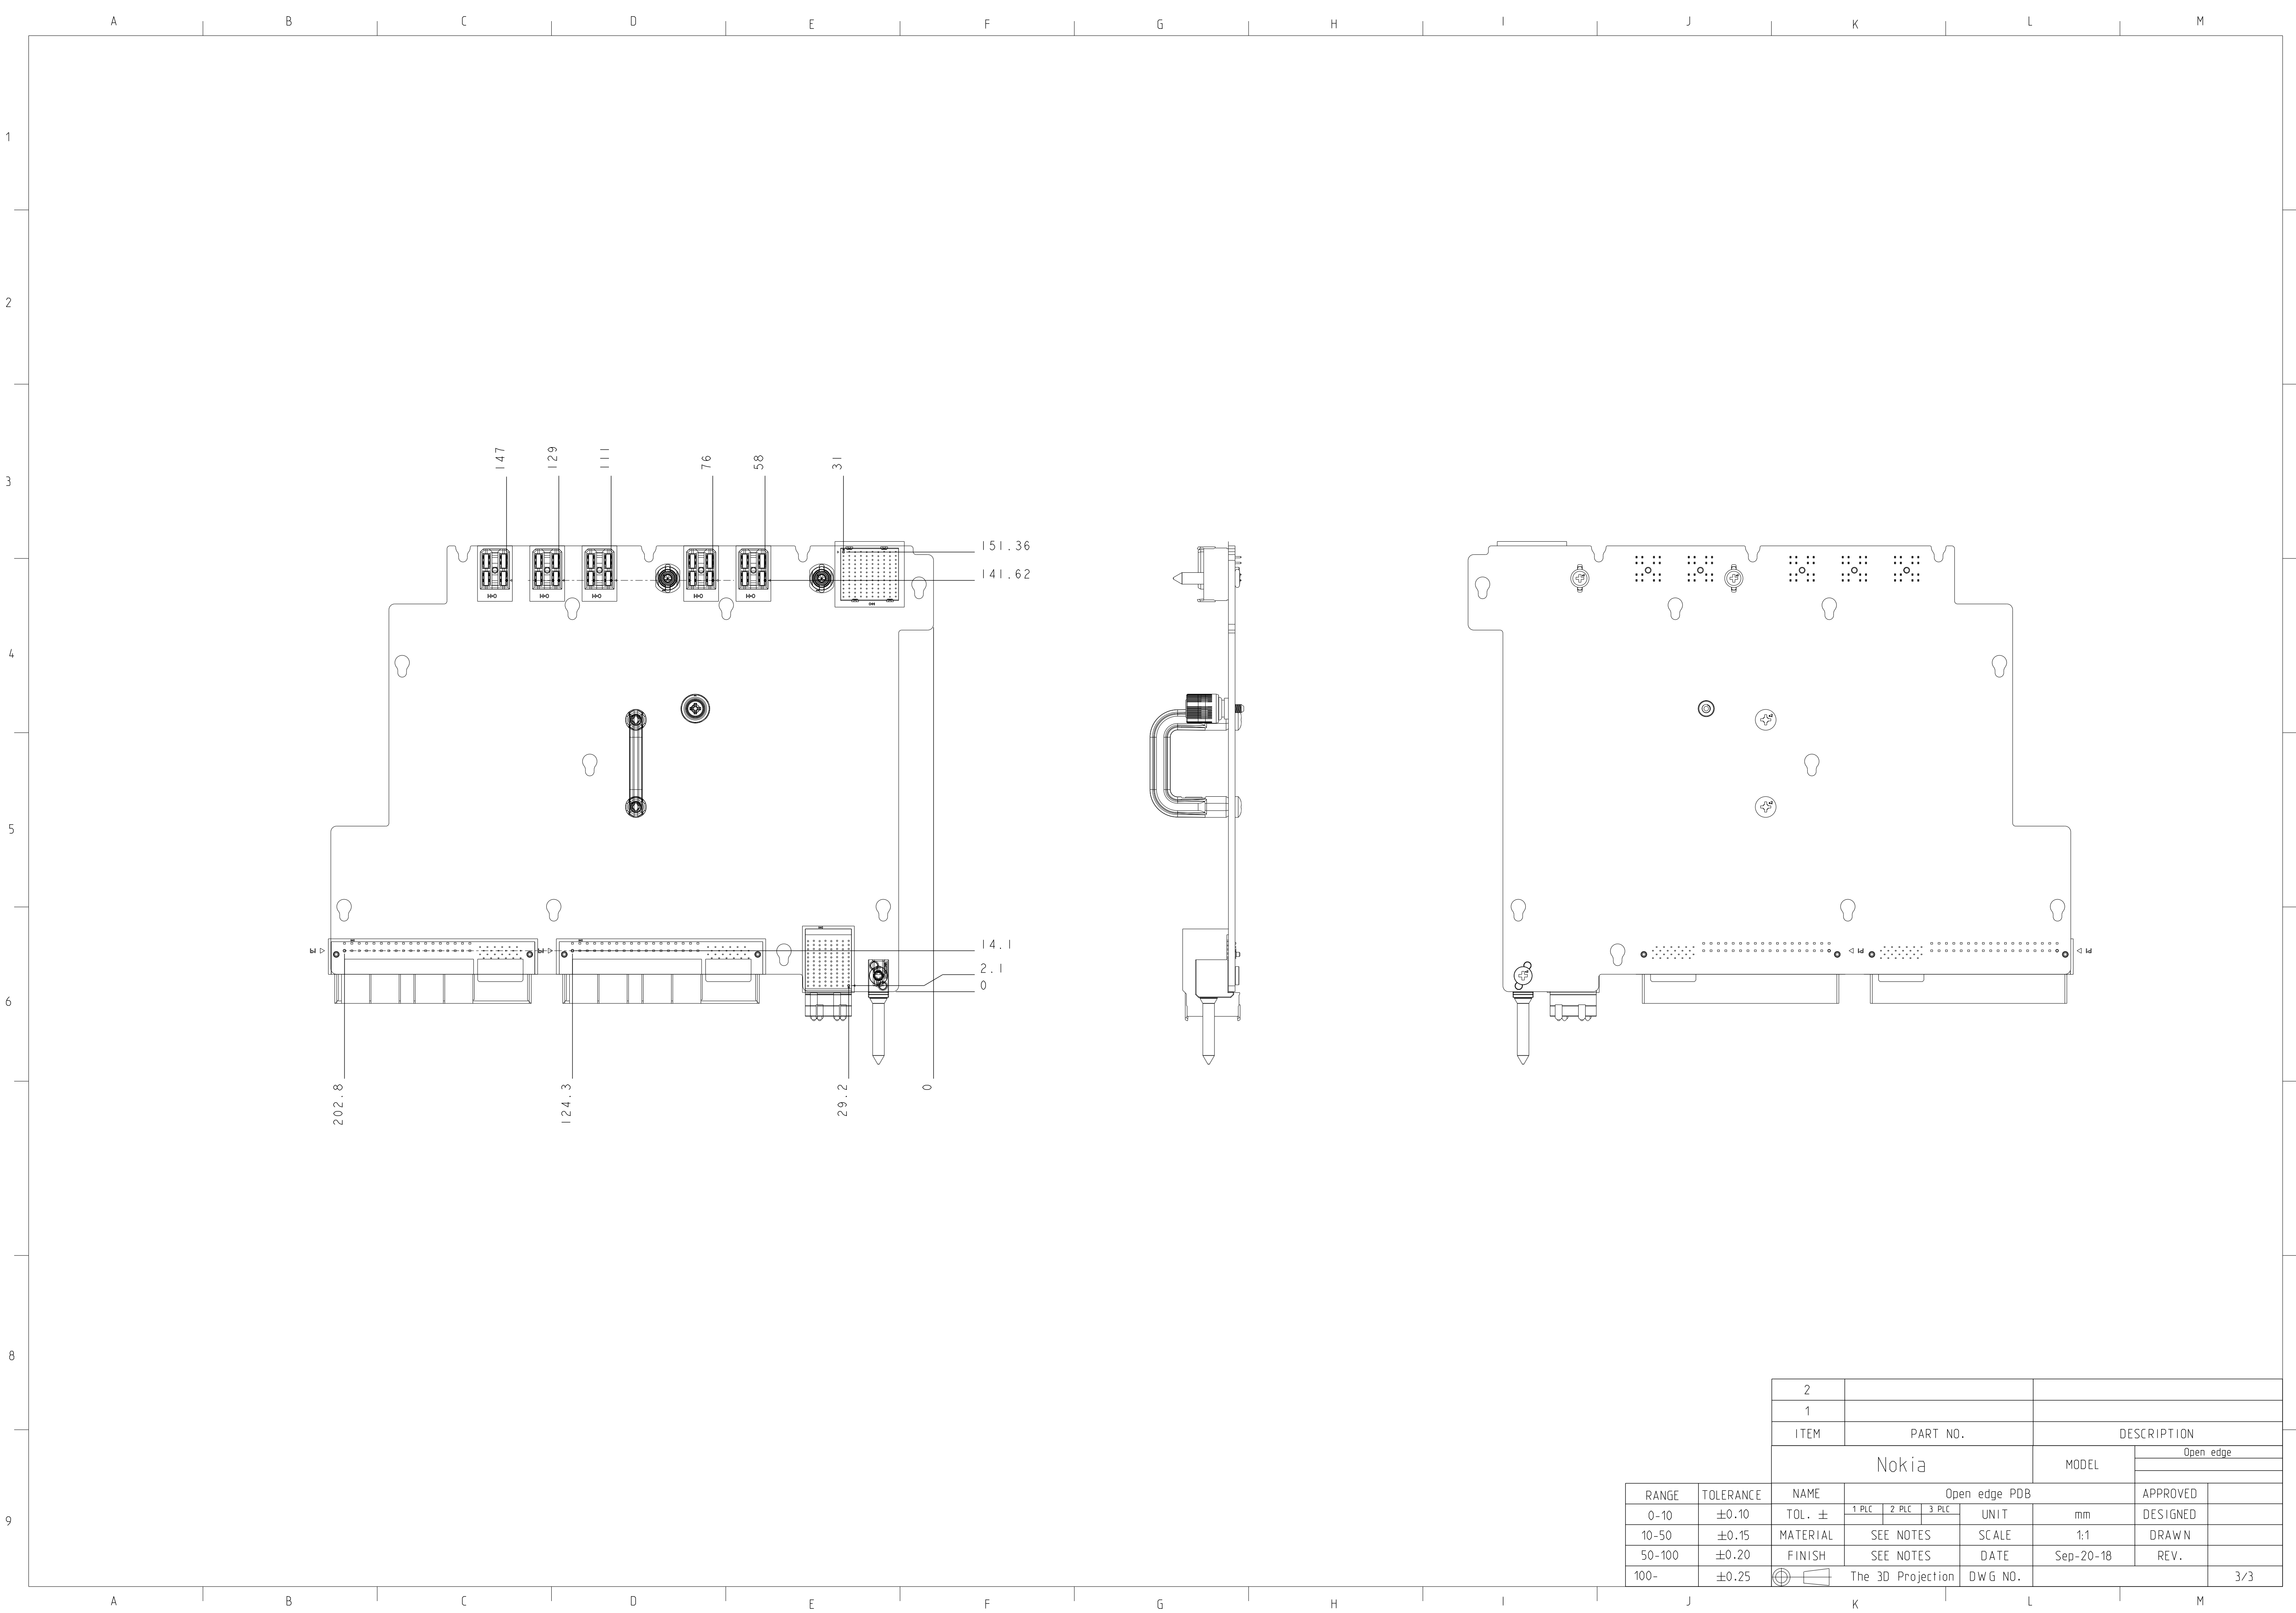 A B C D E F G H I J K L M
1
2
3
4
5
6
8
9
147 129 111 76 58 31
151.36
141.62
14.1
2.1
0
202.8 124.3 29.2 0
P1 P1
P1 P1
2
1
ITEM PART NO. DESCRIPTION
Nokia MODEL Open edge
RANGE TOLERANCE NAME Open edge PDB APPROVED
0-10 ±0.10 TOL. ± 1 PLC 2 PLC 3 PLC UNIT mm DESIGNED
10-50 ±0.15 MATERIAL SEE NOTES SCALE 1:1 DRAWN
50-100 ±0.20 FINISH SEE NOTES DATE Sep-20-18 REV.
100- ±0.25 The 3D Projection DWG NO. 3/3
A B C D E F G H I J K L M